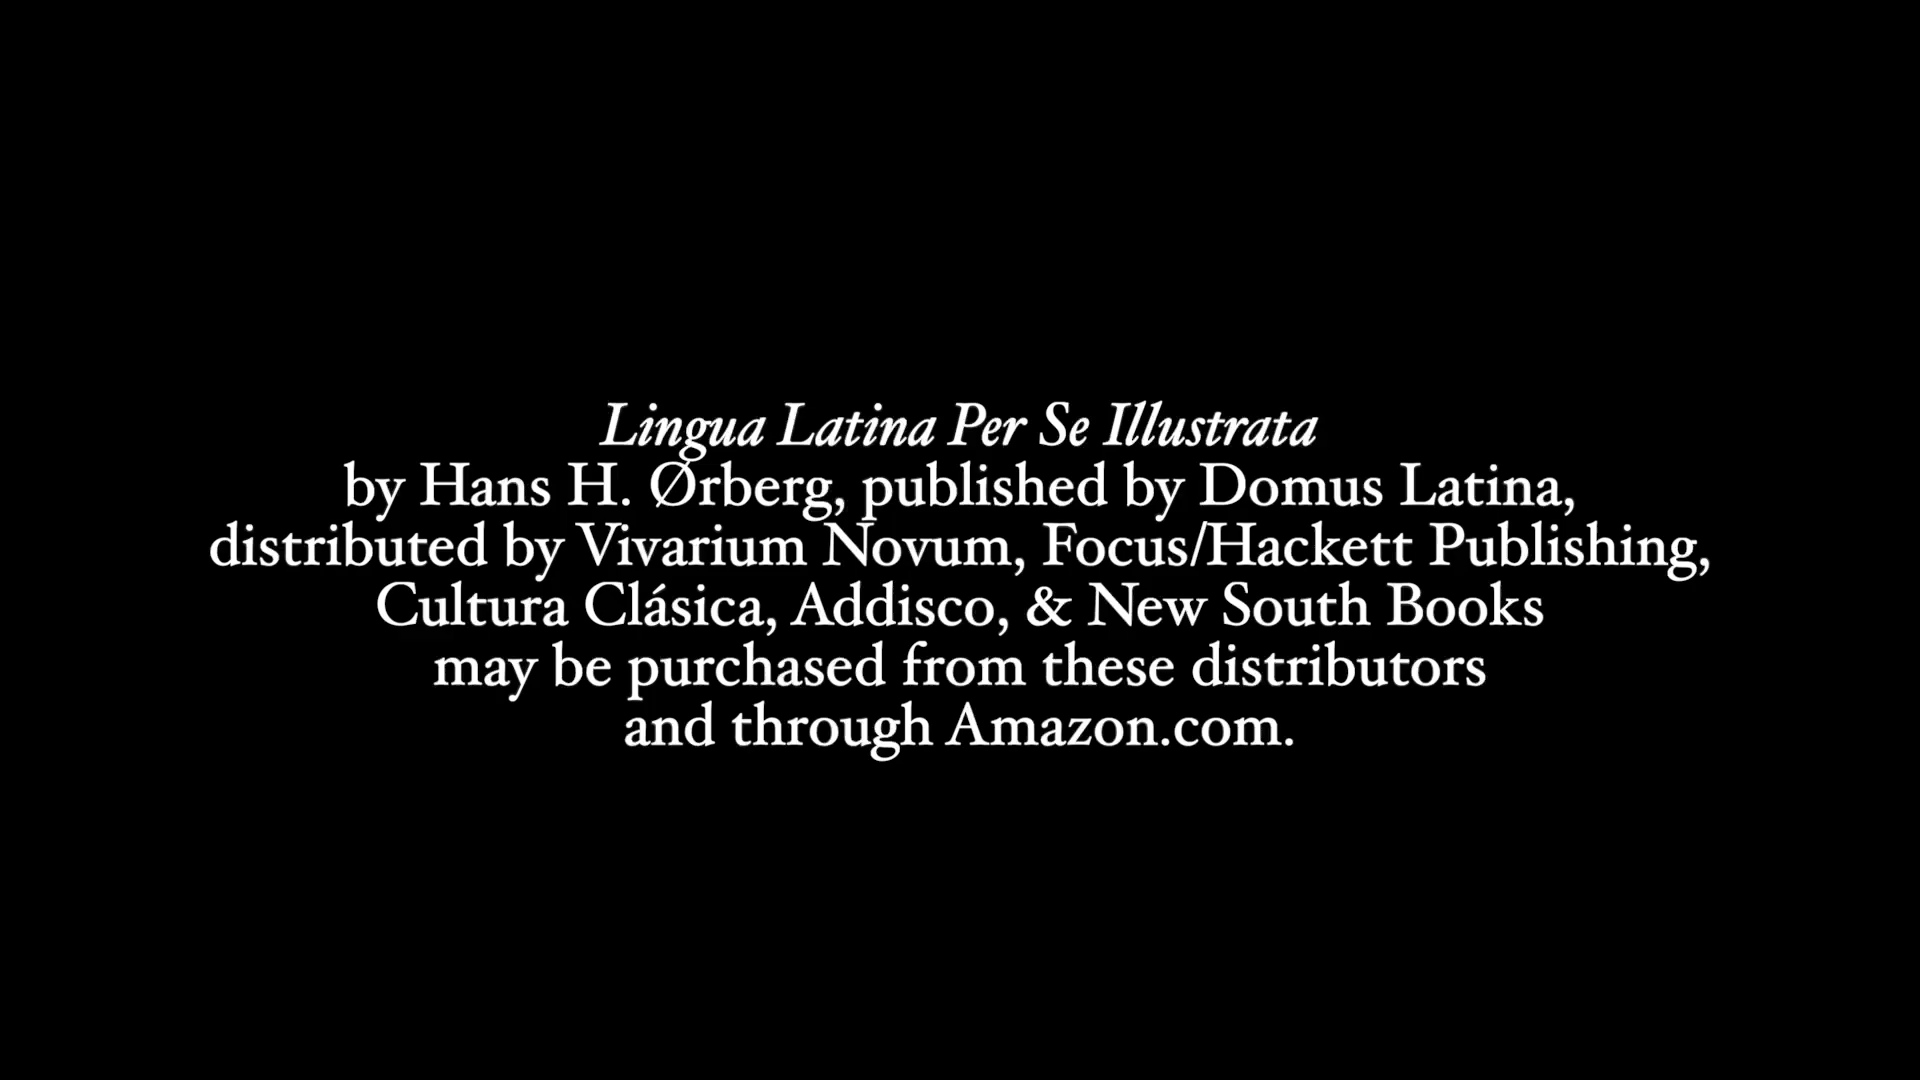 Lingua Latina Per Se Illustrata
by Hans H. Ørberg, published by Domus Latina,
distributed by Vivarium Novum, Focus/Hackett Publishing,
Cultura Clásica, Addisco, & New South Books
may be purchased from these distributors
and through Amazon.com.